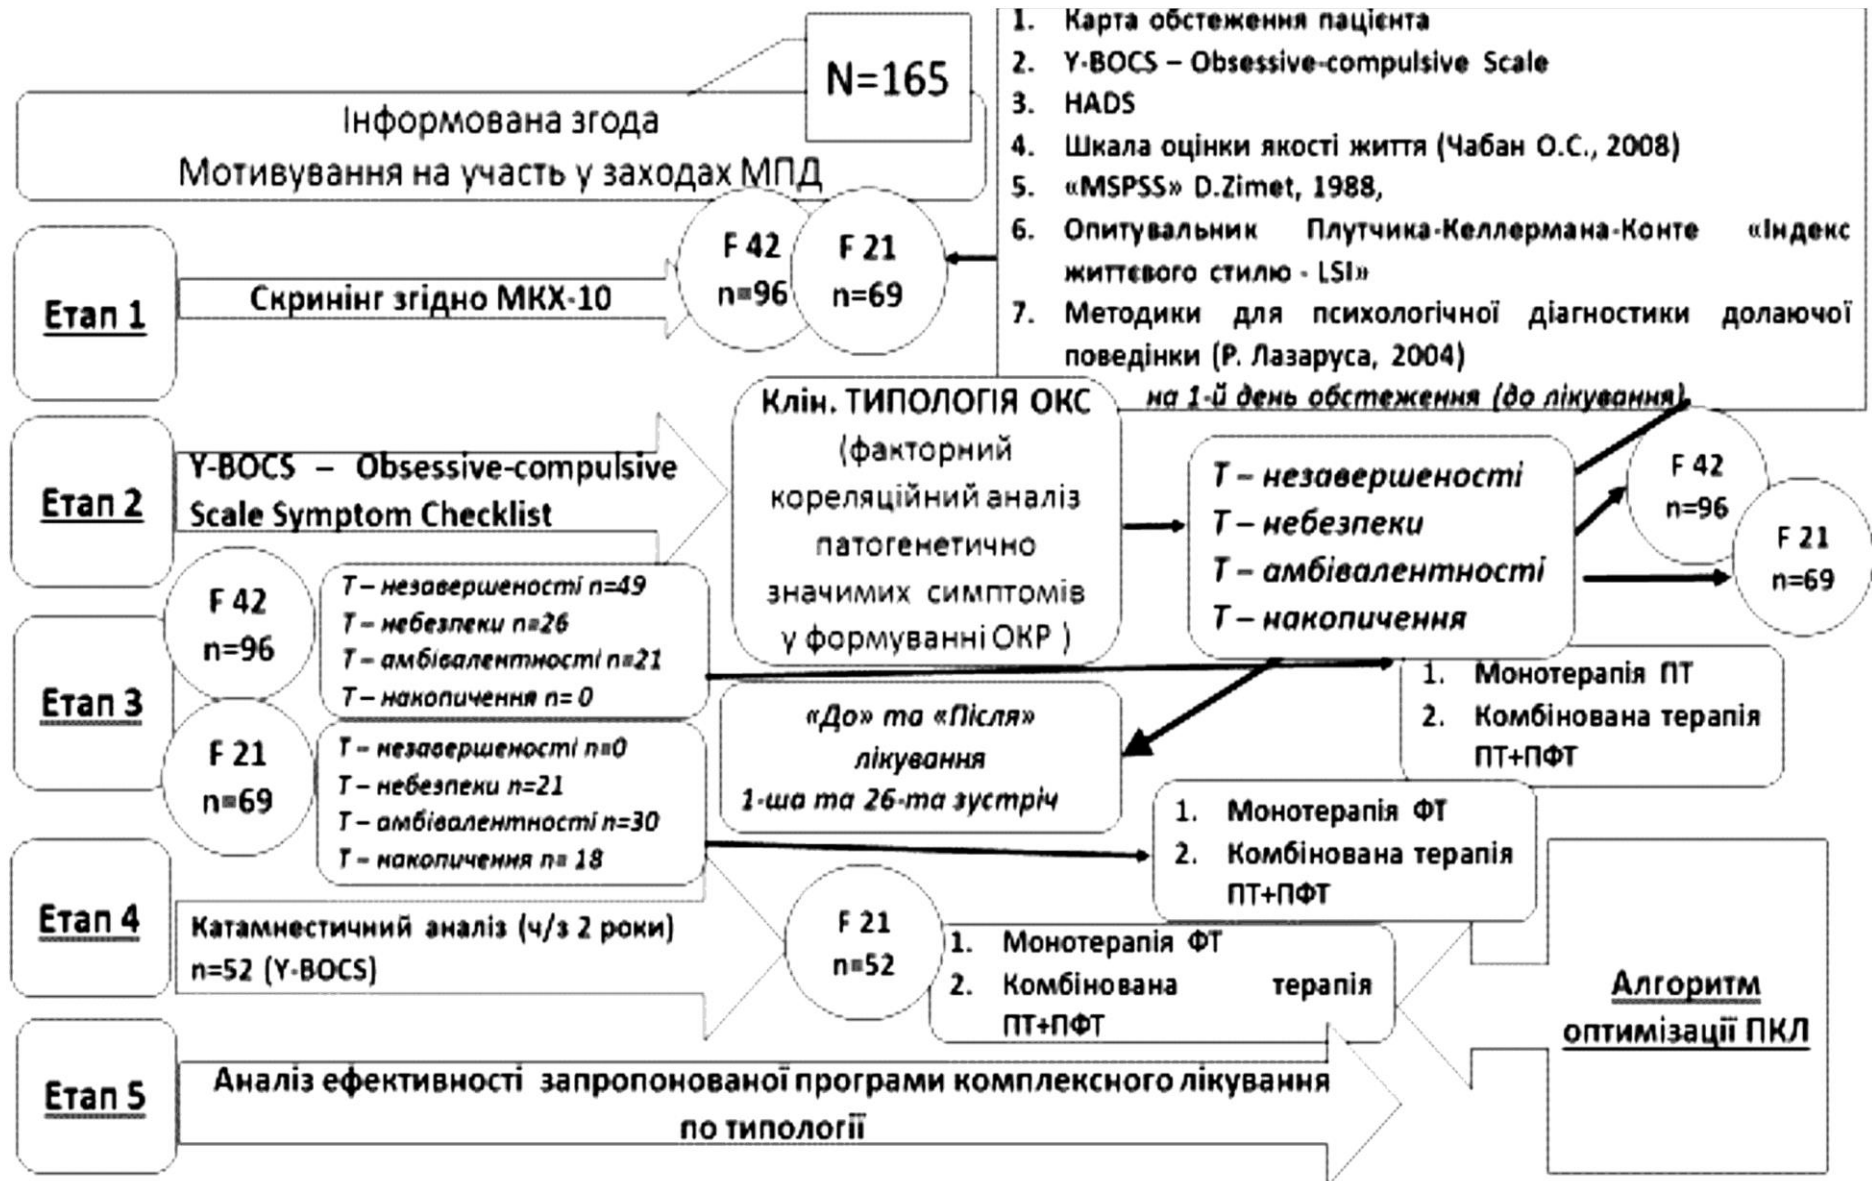 N=165
Інформована згода
Мотивування на участь у заходах МПД
1. Карта обстеження пацієнта
2. Y-BOCS – Obsessive-compulsive Scale
3. HADS
4. Шкала оцінки якості життя (Чабан О.С., 2008)
5. «MSPSS» D.Zimet, 1988,
6. Опитувальник Плутчика-Келлермана-Конте «Індекс
життєвого стилю - LSI»
7. Методики для психологічної діагностики долаючої
поведінки (Р. Лазаруса, 2004)
на 1-й день обстеження (до лікування)
Етап 1
Скринінг згідно МКХ-10
F 42
n=96
F 21
n=69
Етап 2
Y-BOCS – Obsessive-compulsive
Scale Symptom Checklist
Клін. ТИПОЛОГІЯ ОКС
(факторний
кореляційний аналіз
патогенетично
значимих симптомів
у формуванні ОКР )
Т – незавершеності
Т – небезпеки
Т – амбівалентності
Т – накопичення
F 42
n=96
F 21
n=69
Етап 3
F 42
n=96
Т – незавершеності n=49
Т – небезпеки n=26
Т – амбівалентності n=21
Т – накопичення n= 0
F 21
n=69
Т – незавершеності n=0
Т – небезпеки n=21
Т – амбівалентності n=30
Т – накопичення n= 18
«До» та «Після»
лікування
1-ша та 26-та зустріч
1. Монотерапія ПТ
2. Комбінована терапія
ПТ+ПФТ
1. Монотерапія ФТ
2. Комбінована терапія
ПТ+ПФТ
Етап 4
Катамнестичний аналіз (ч/з 2 роки)
n=52 (Y-BOCS)
F 21
n=52
1. Монотерапія ФТ
2. Комбінована терапія
ПТ+ПФТ
Алгоритм
оптимізації ПКЛ
Етап 5
Аналіз ефективності запропонованої програми комплексного лікування
по типології